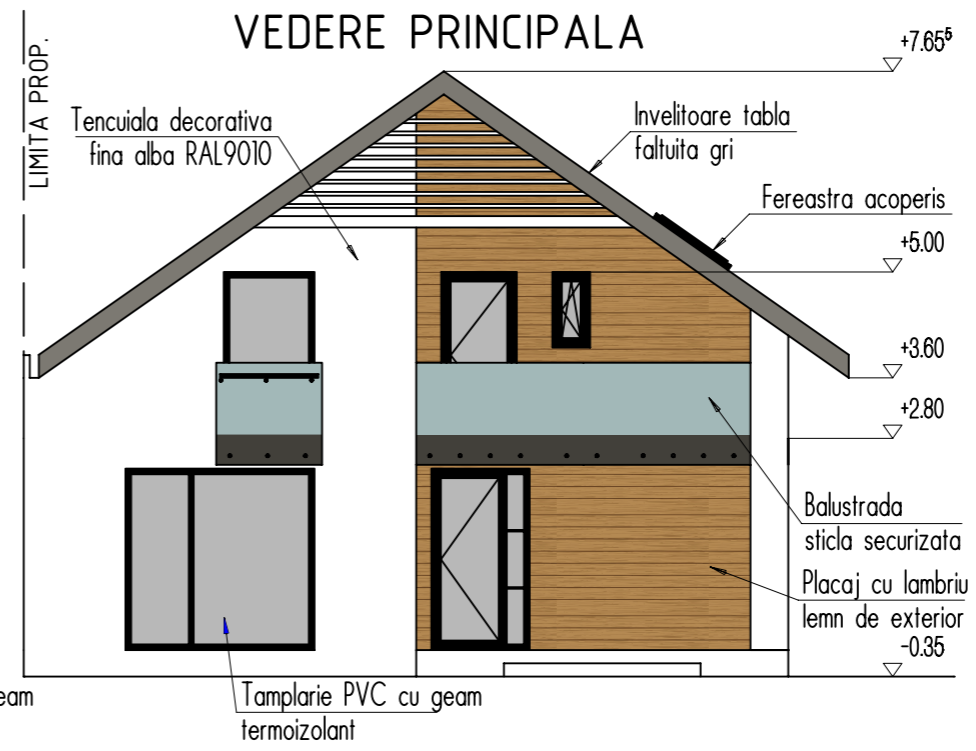 VEDERE PRINCIPALA
LIMITA PROP.
+7.65⁵
Tencuiala decorativa
fina alba RAL9010
Invelitoare tabla
faltuita gri
Fereastra acoperis
+5.00
+3.60
+2.80
Balustrada
sticla securizata
Placaj cu lambriu
lemn de exterior
-0.35
eam
Tamplarie PVC cu geam
termoizolant